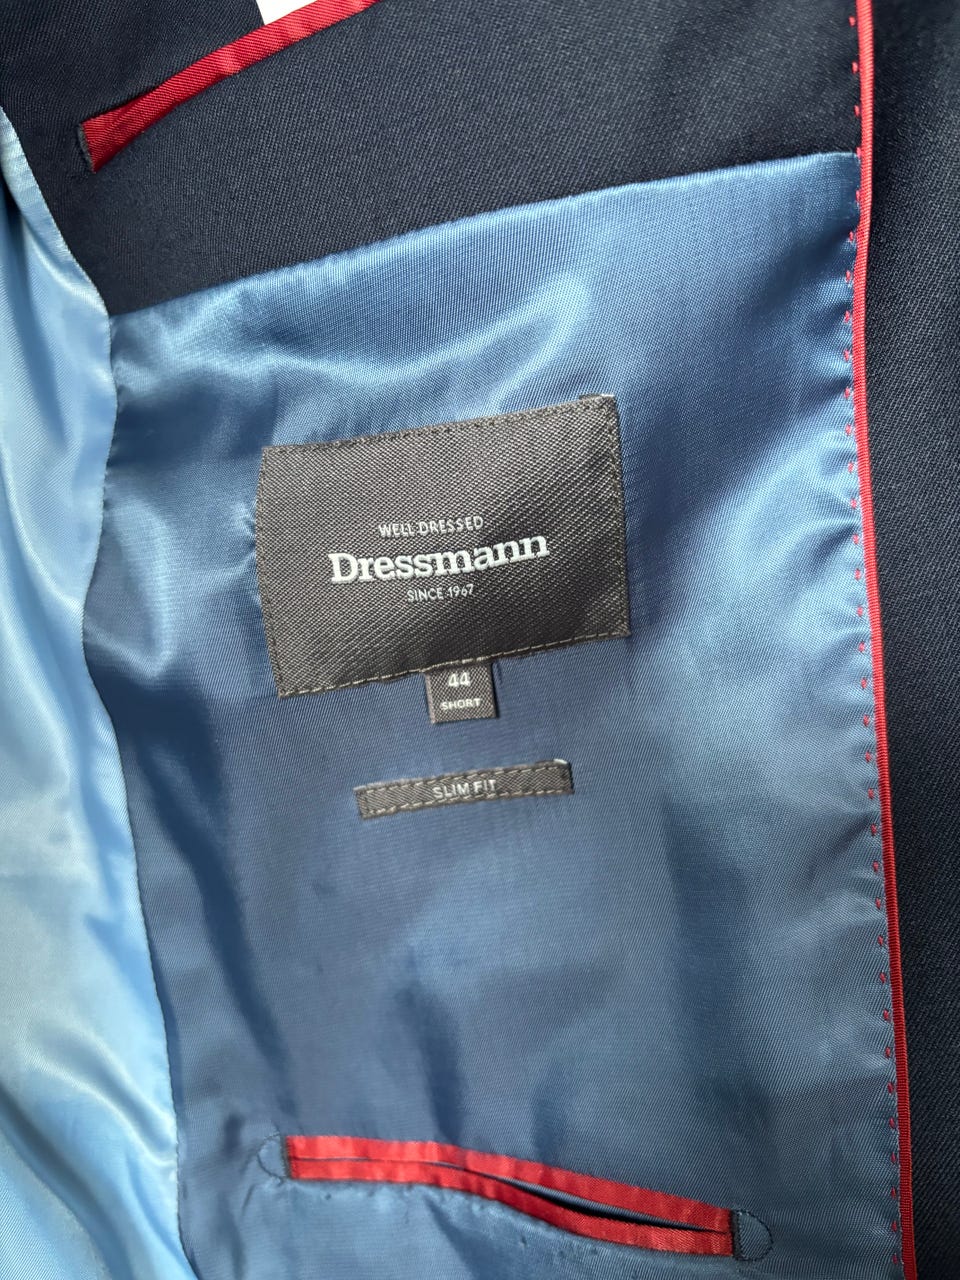 WELL DRESSED
Dressmann
SINCE 1967
44
SHORT
SLIM FIT